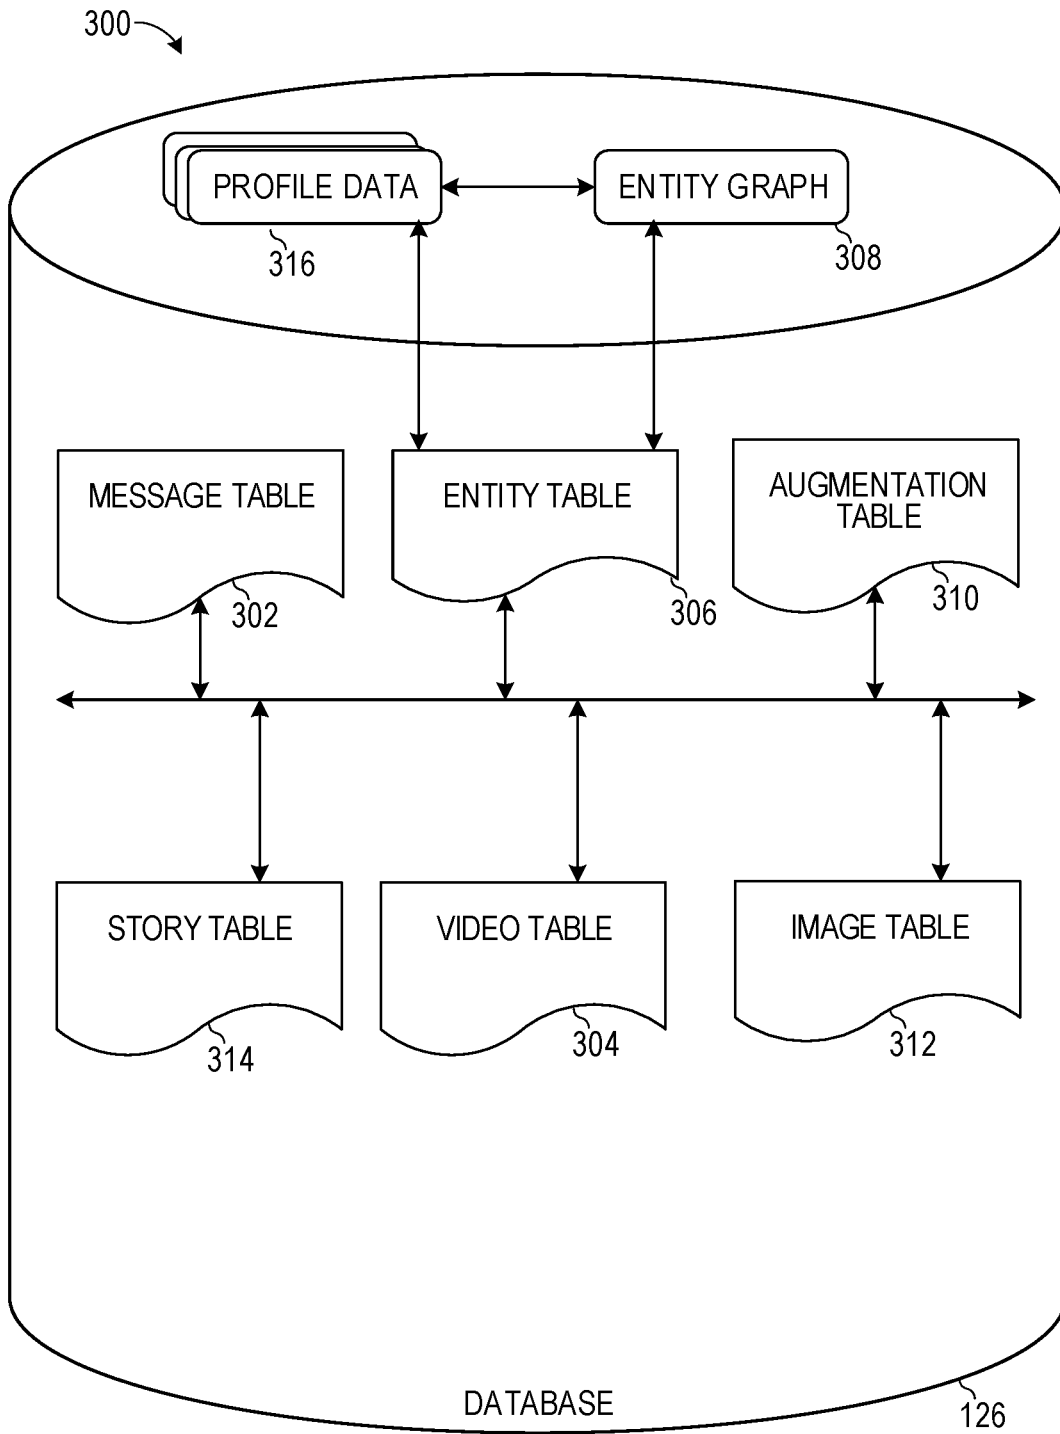 300
PROFILE DATA
ENTITY GRAPH
316
308
MESSAGE TABLE
ENTITY TABLE
AUGMENTATION
TABLE
302
306
310
STORY TABLE
VIDEO TABLE
IMAGE TABLE
314
304
312
DATABASE
126